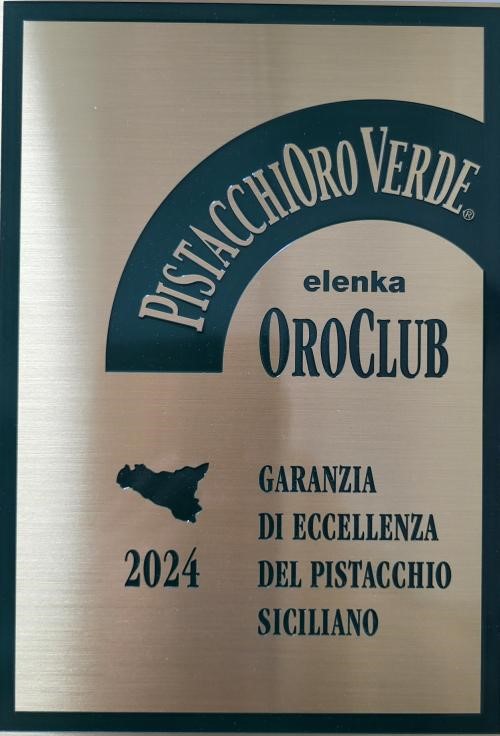 PISTACCHIORO VERDE®
elenka
OROCLUB
GARANZIA
DI ECCELLENZA
DEL PISTACCHIO
SICILIANO
2024